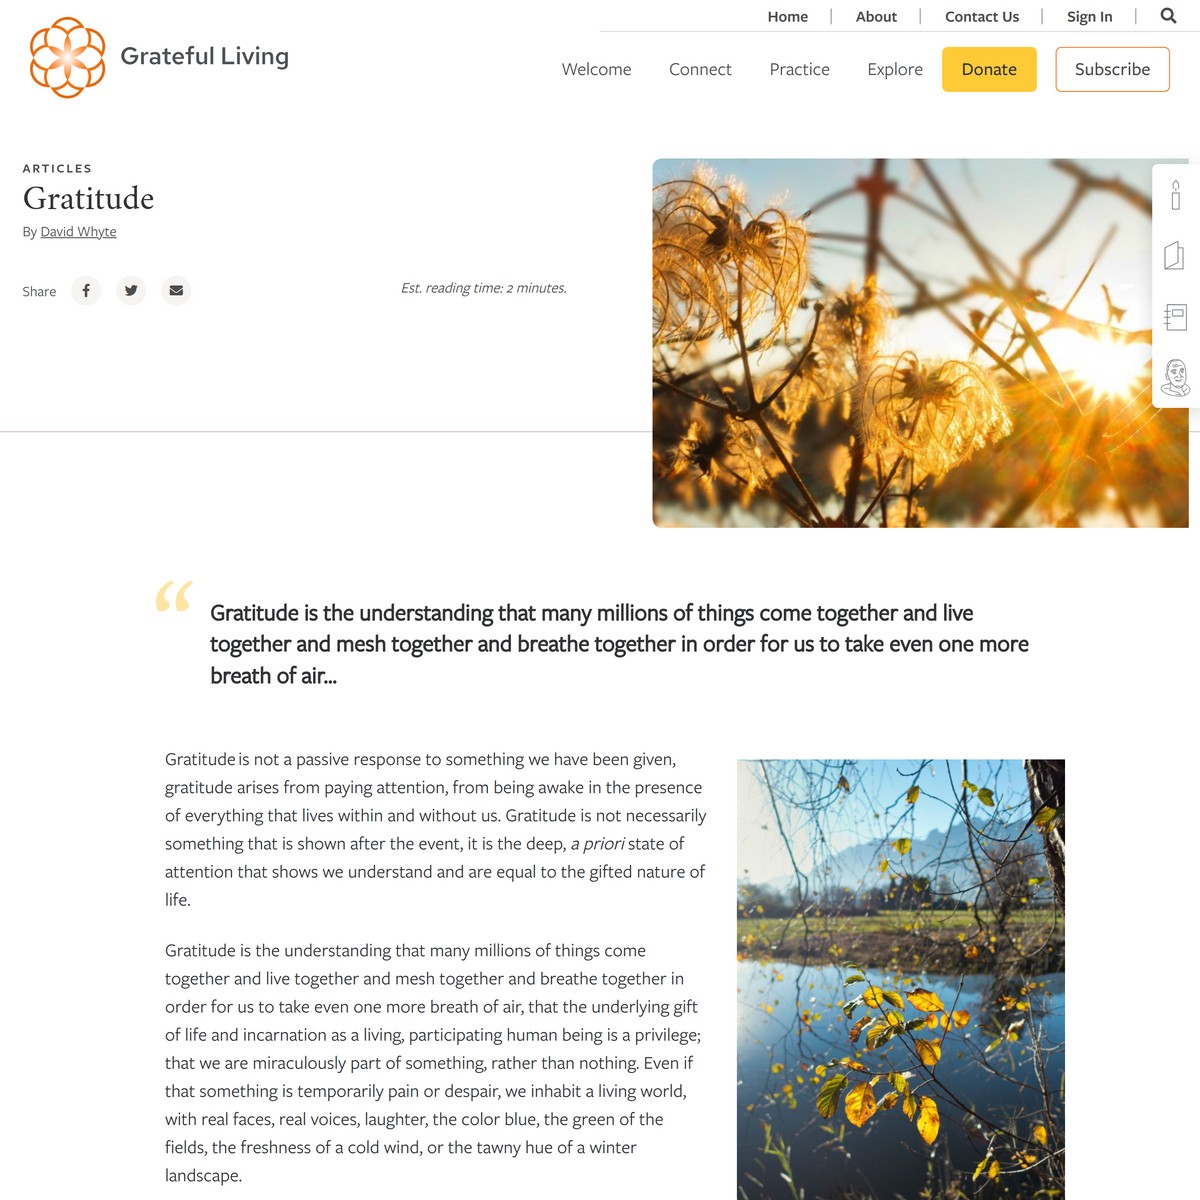 Home
About
Contact Us
Sign In
Grateful Living
Welcome
Connect
Practice
Explore
Donate
Subscribe
ARTICLES
Gratitude
By David Whyte
Share
Est. reading time: 2 minutes.
“
Gratitude is the understanding that many millions of things come together and live
together and mesh together and breathe together in order for us to take even one more
breath of air...
Gratitude is not a passive response to something we have been given,
gratitude arises from paying attention, from being awake in the presence
of everything that lives within and without us. Gratitude is not necessarily
something that is shown after the event, it is the deep, a priori state of
attention that shows we understand and are equal to the gifted nature of
life.
Gratitude is the understanding that many millions of things come
together and live together and mesh together and breathe together in
order for us to take even one more breath of air, that the underlying gift
of life and incarnation as a living, participating human being is a privilege;
that we are miraculously part of something, rather than nothing. Even if
that something is temporarily pain or despair, we inhabit a living world,
with real faces, real voices, laughter, the color blue, the green of the
fields, the freshness of a cold wind, or the tawny hue of a winter
landscape.